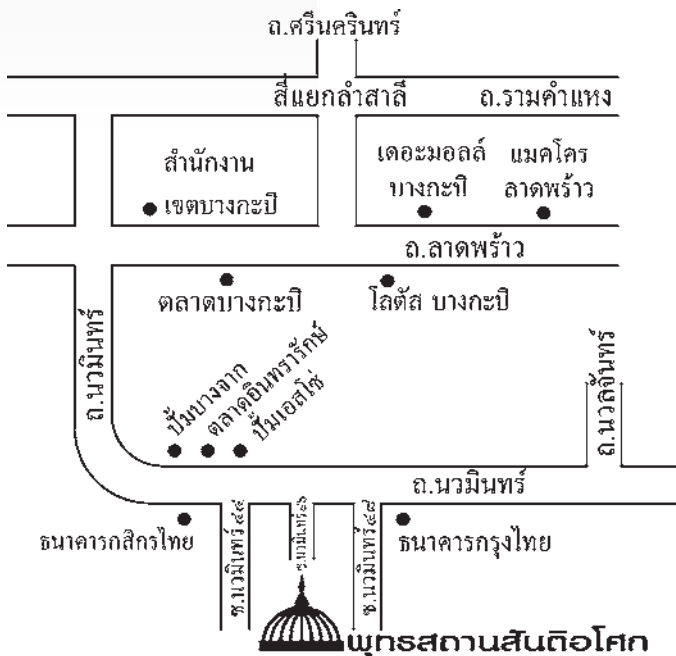 ถ.ศรีนครินทร์
สี่แยกลำสาลี
ถ.รามคำแหง
สำนักงาน
เขตบางกะปิ
เดอะมอลล์
บางกะปิ
แมคโคร
ลาดพร้าว
ถ.ลาดพร้าว
ตลาดบางกะปิ
โลตัส บางกะปิ
ถ.นวมินทร์
ปั๊มบางจาก
ตลาดอินทรารักษ์
ปั๊มเอสโซ่
ถ.นวลจันทร์
ถ.นวมินทร์
ธนาคารกสิกรไทย
ซ.นวมินทร์
ซ.นวมินทร์
ซ.นวมินทร์ ๔๘
ธนาคารกรุงไทย
พุทธสถานสันติอโศก